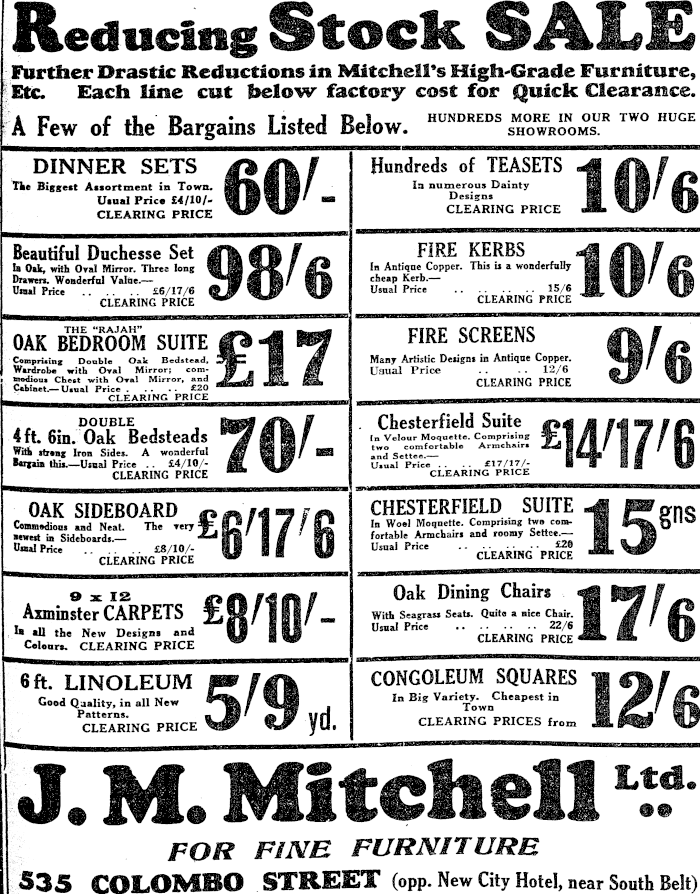 Reducing Stock SALE
Further Drastic Reductions in Mitchell's High-Grade Furniture,
Etc. Each line cut below factory cost for Quick Clearance.
A Few of the Bargains Listed Below.
HUNDREDS MORE IN OUR TWO HUGE
SHOWROOMS.
DINNER SETS
The Biggest Assortment in Town.
Usual Price £4/10/-
CLEARING PRICE
60/-
Beautiful Duchesse Set
In Oak, with Oval Mirror. Three long
Drawers. Wonderful Value.—
Usual Price .. .. .. £6/17/6
CLEARING PRICE
98/6
THE "RAJAH"
OAK BEDROOM SUITE
Comprising Double Oak Bedstead,
Wardrobe with Oval Mirror; com-
modious Chest with Oval Mirror, and
Cabinet.—Usual Price . .. .. £20
CLEARING PRICE
£17
DOUBLE
4ft. 6in. Oak Bedsteads
With strong Iron Sides. A wonderful
Bargain this.—Usual Price .. £4/10/-
CLEARING PRICE
70/-
OAK SIDEBOARD
Commodious and Neat. The very
newest in Sideboards.—
Usual Price .. .. .. £8/10/-
CLEARING PRICE
£6/17/6
9 x 12
Axminster CARPETS
In all the New Designs and
Colours. CLEARING PRICE
£8/10/-
6 ft. LINOLEUM
Good Quality, in all New
Patterns.
CLEARING PRICE
5/9 yd.
Hundreds of TEASETS
In numerous Dainty
Designs
CLEARING PRICE
10/6
FIRE KERBS
In Antique Copper. This is a wonderfully
cheap Kerb.—
Usual Price .. .. .. .. 15/6
CLEARING PRICE
10/6
FIRE SCREENS
Many Artistic Designs in Antique Copper.
Usual Price .. .. 12/6
CLEARING PRICE
9/6
Chesterfield Suite
In Velour Moquette. Comprising
two comfortable Armchairs
and Settee.—
Usual Price .. .. £17/17/-
CLEARING PRICE
£14/17/6
CHESTERFIELD SUITE
In Wool Moquette. Comprising two com-
fortable Armchairs and roomy Settee.—
Usual Price .. .. .. .. £20
CLEARING PRICE
15 gns
Oak Dining Chairs
With Seagrass Seats. Quite a nice Chair.
Usual Price .. .. .. .. 22/6
CLEARING PRICE
17/6
CONGOLEUM SQUARES
In Big Variety. Cheapest in
Town
CLEARING PRICES from
12/6
J. M. Mitchell Ltd.
FOR FINE FURNITURE
535 COLOMBO STREET (opp. New City Hotel, near South Belt)